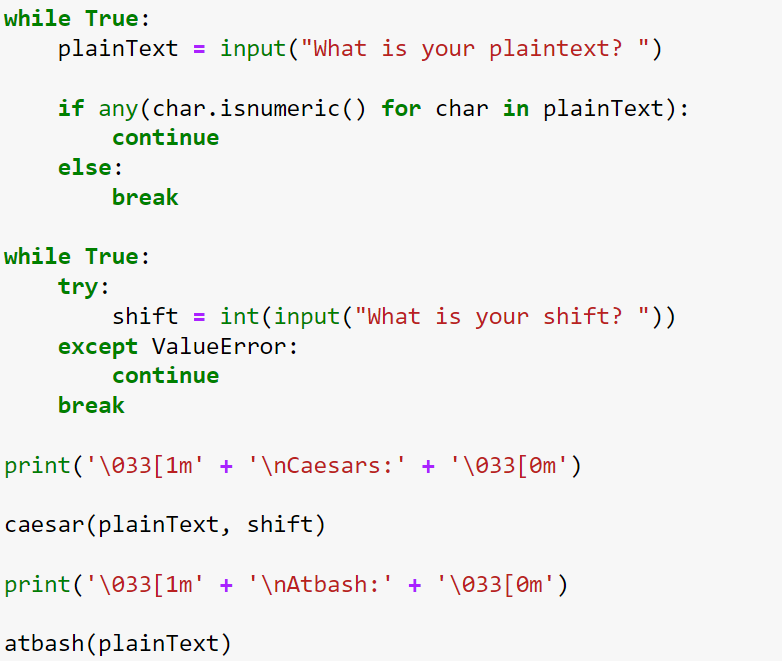 while True:
    plainText = input("What is your plaintext? ")

    if any(char.isnumeric() for char in plainText):
        continue
    else:
        break

while True:
    try:
        shift = int(input("What is your shift? "))
    except ValueError:
        continue
    break

print('\033[1m' + '\nCaesars:' + '\033[0m')

caesar(plainText, shift)

print('\033[1m' + '\nAtbash:' + '\033[0m')

atbash(plainText)